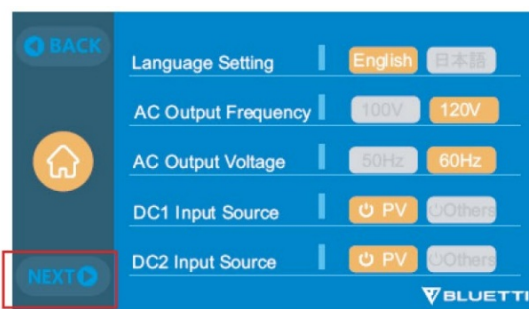 BACK
Language Setting English 日本語
AC Output Frequency 100V 120V
AC Output Voltage 50Hz 60Hz
DC1 Input Source PV Others
DC2 Input Source PV Others
NEXT
BLUETTI